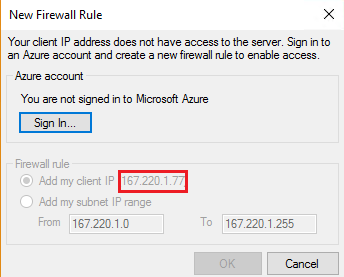 New Firewall Rule
Your client IP address does not have access to the server. Sign in to
an Azure account and create a new firewall rule to enable access.
Azure account
You are not signed in to Microsoft Azure
Sign In...
Firewall rule
Add my client IP 167.220.1.77
Add my subnet IP range
From 167.220.1.0 To 167.220.1.255
OK Cancel